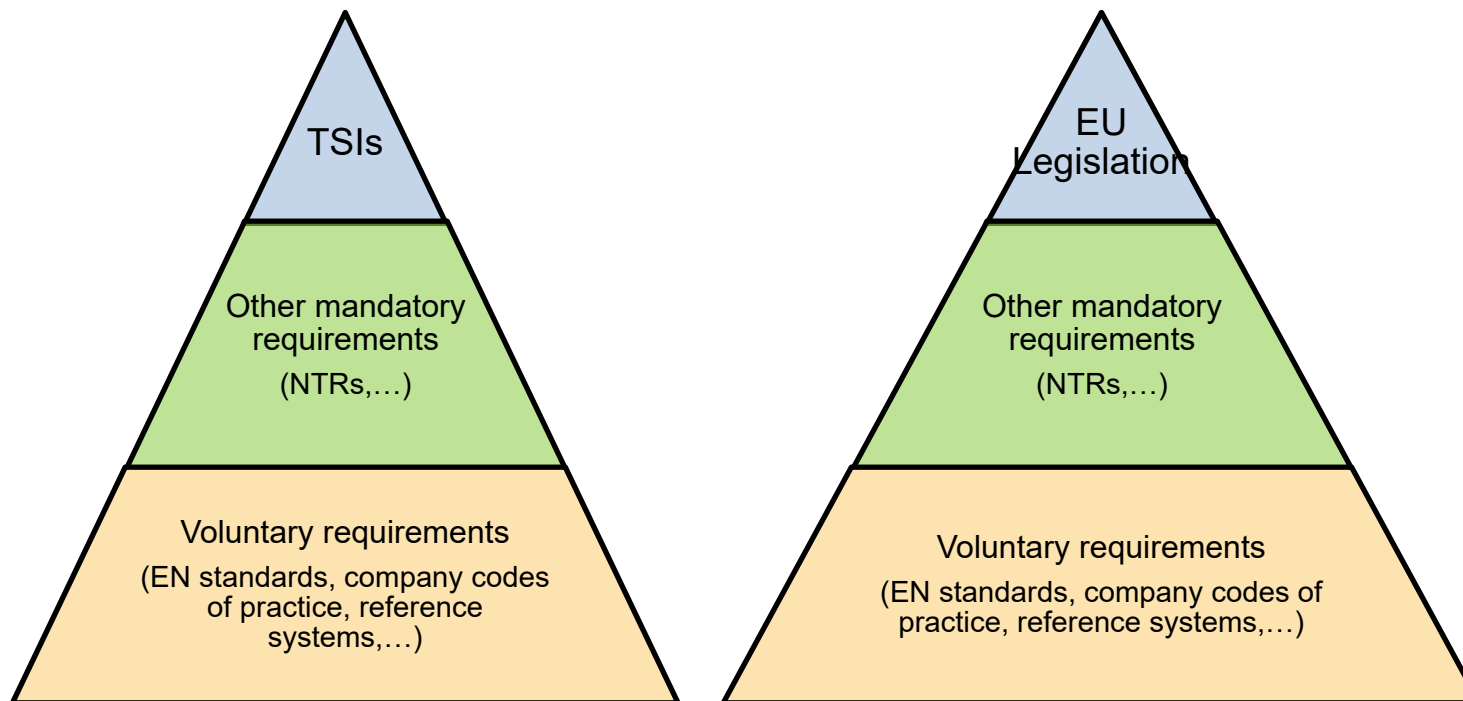 TSIs
Other mandatory
requirements
(NTRs,…)
Voluntary requirements
(EN standards, company codes
of practice, reference
systems,…)
EU
Legislation
Other mandatory
requirements
(NTRs,…)
Voluntary requirements
(EN standards, company codes of
practice, reference systems,…)